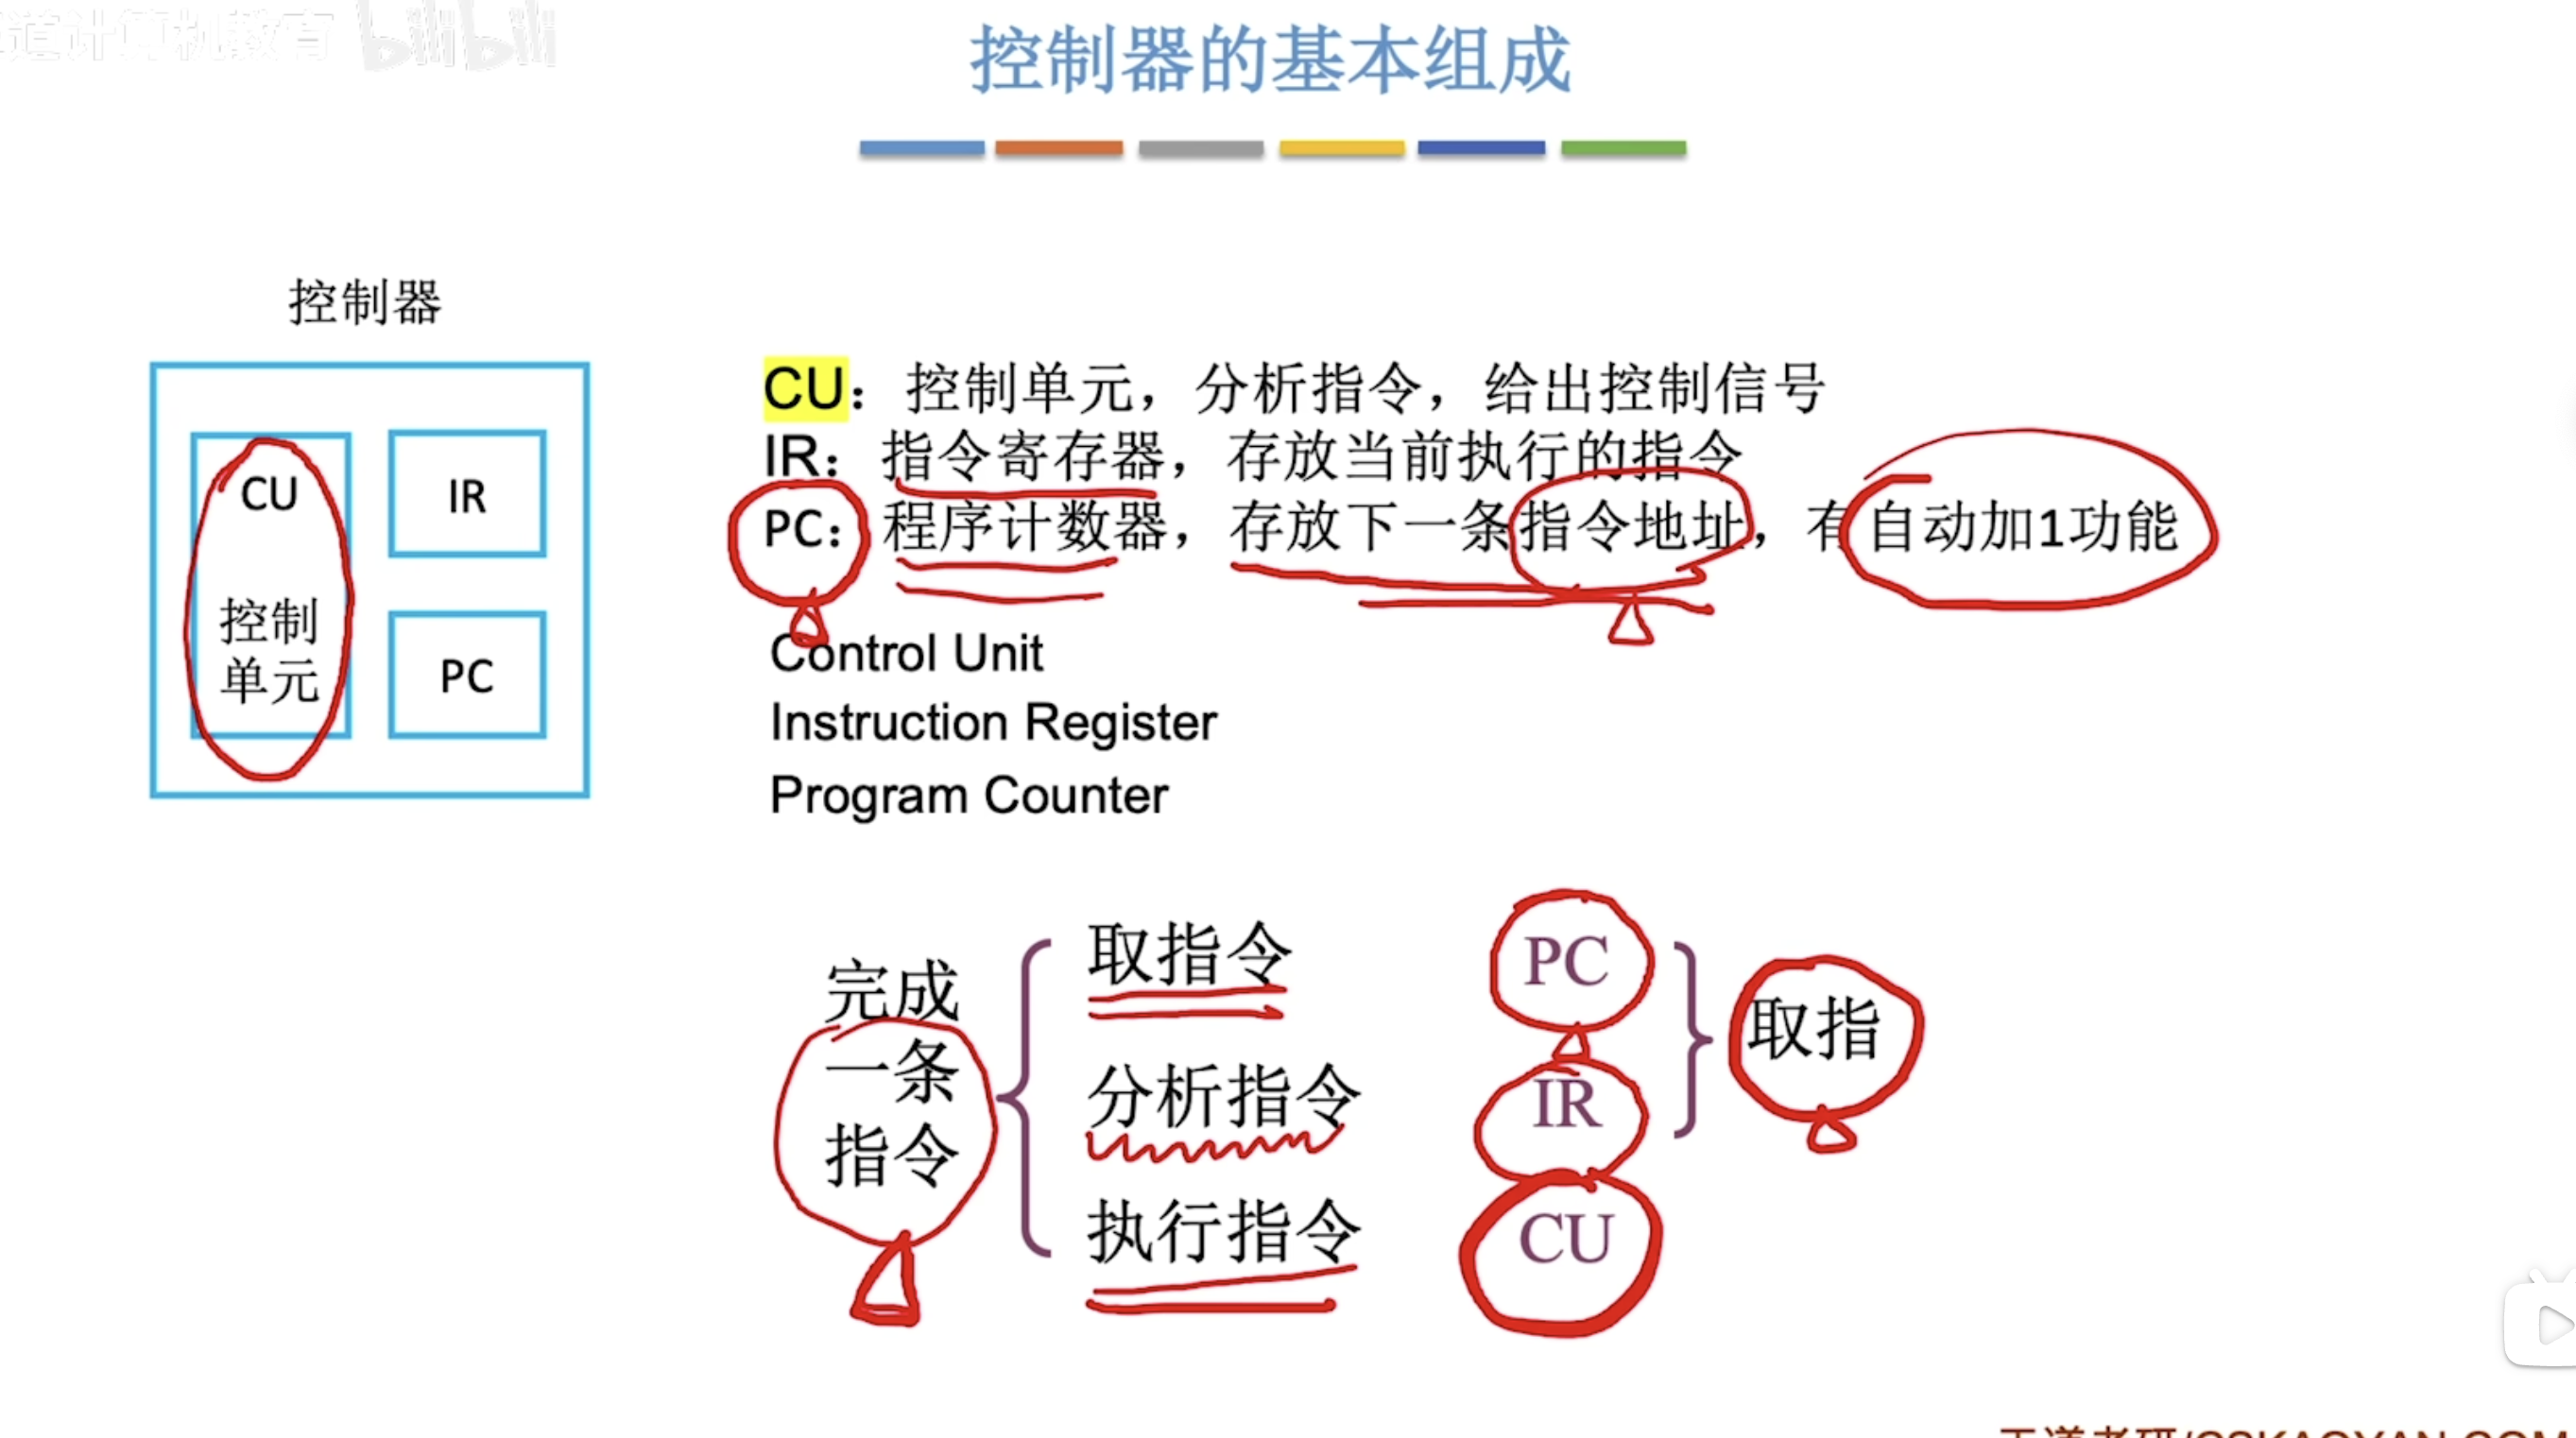 道计算机教育 bilibili
控制器的基本组成
控制器
CU
控制
单元
IR
PC
CU：控制单元，分析指令，给出控制信号
IR：指令寄存器，存放当前执行的指令
PC：程序计数器，存放下一条指令地址，有自动加1功能
Control Unit
Instruction Register
Program Counter
完成
一条
指令
取指令
分析指令
执行指令
PC
IR
CU
取指
王道考研/CSKAOYAN.COM